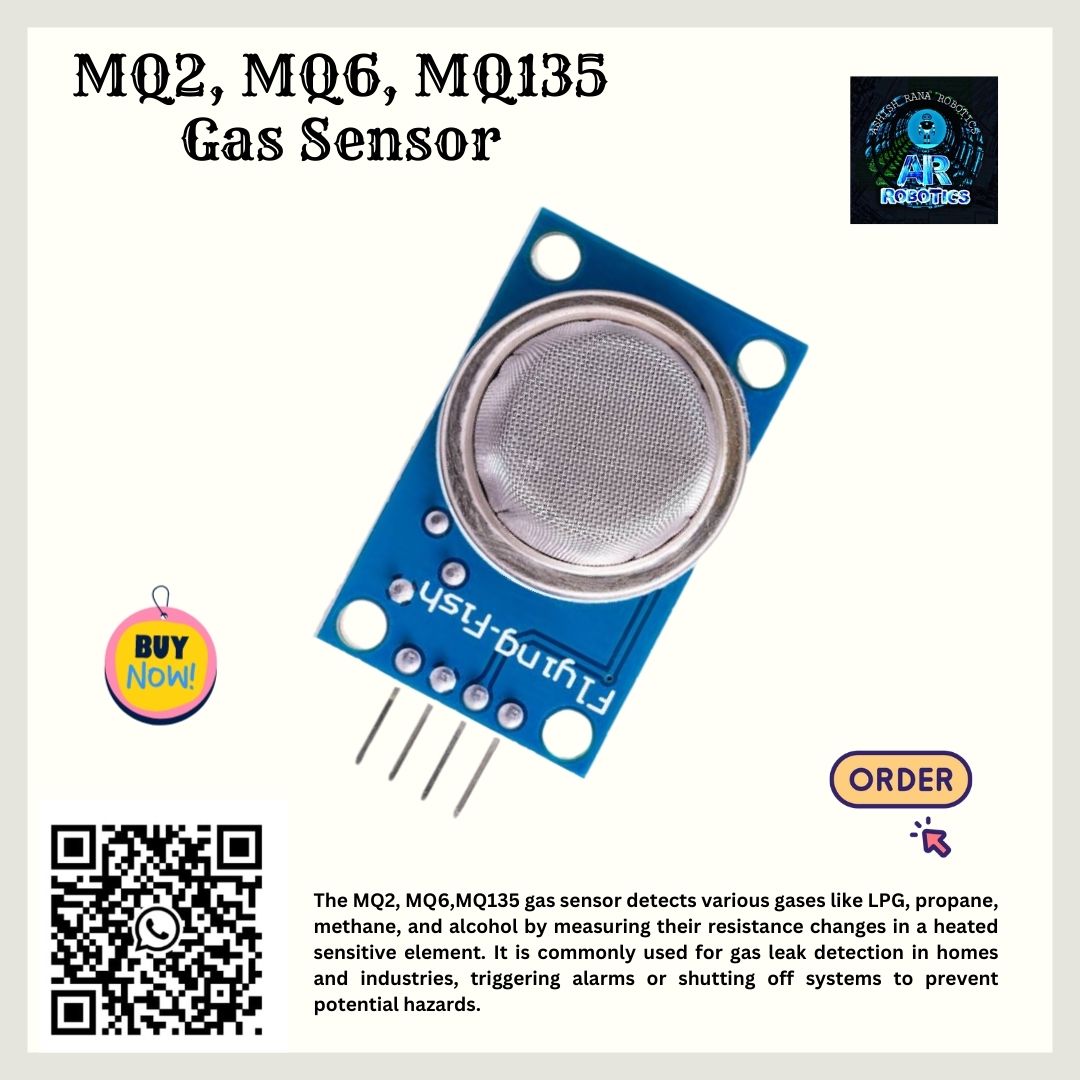 MQ2, MQ6, MQ135
Gas Sensor
ASHISH RANA ROBOTICS
AR
ROBOTICS
Flying-Fish
BUY
NOW!
ORDER
The MQ2, MQ6,MQ135 gas sensor detects various gases like LPG, propane,
methane, and alcohol by measuring their resistance changes in a heated
sensitive element. It is commonly used for gas leak detection in homes
and industries, triggering alarms or shutting off systems to prevent
potential hazards.